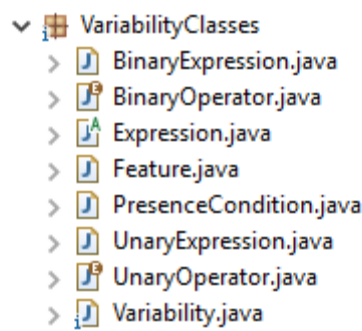 VariabilityClasses
BinaryExpression.java
BinaryOperator.java
Expression.java
Feature.java
PresenceCondition.java
UnaryExpression.java
UnaryOperator.java
Variability.java